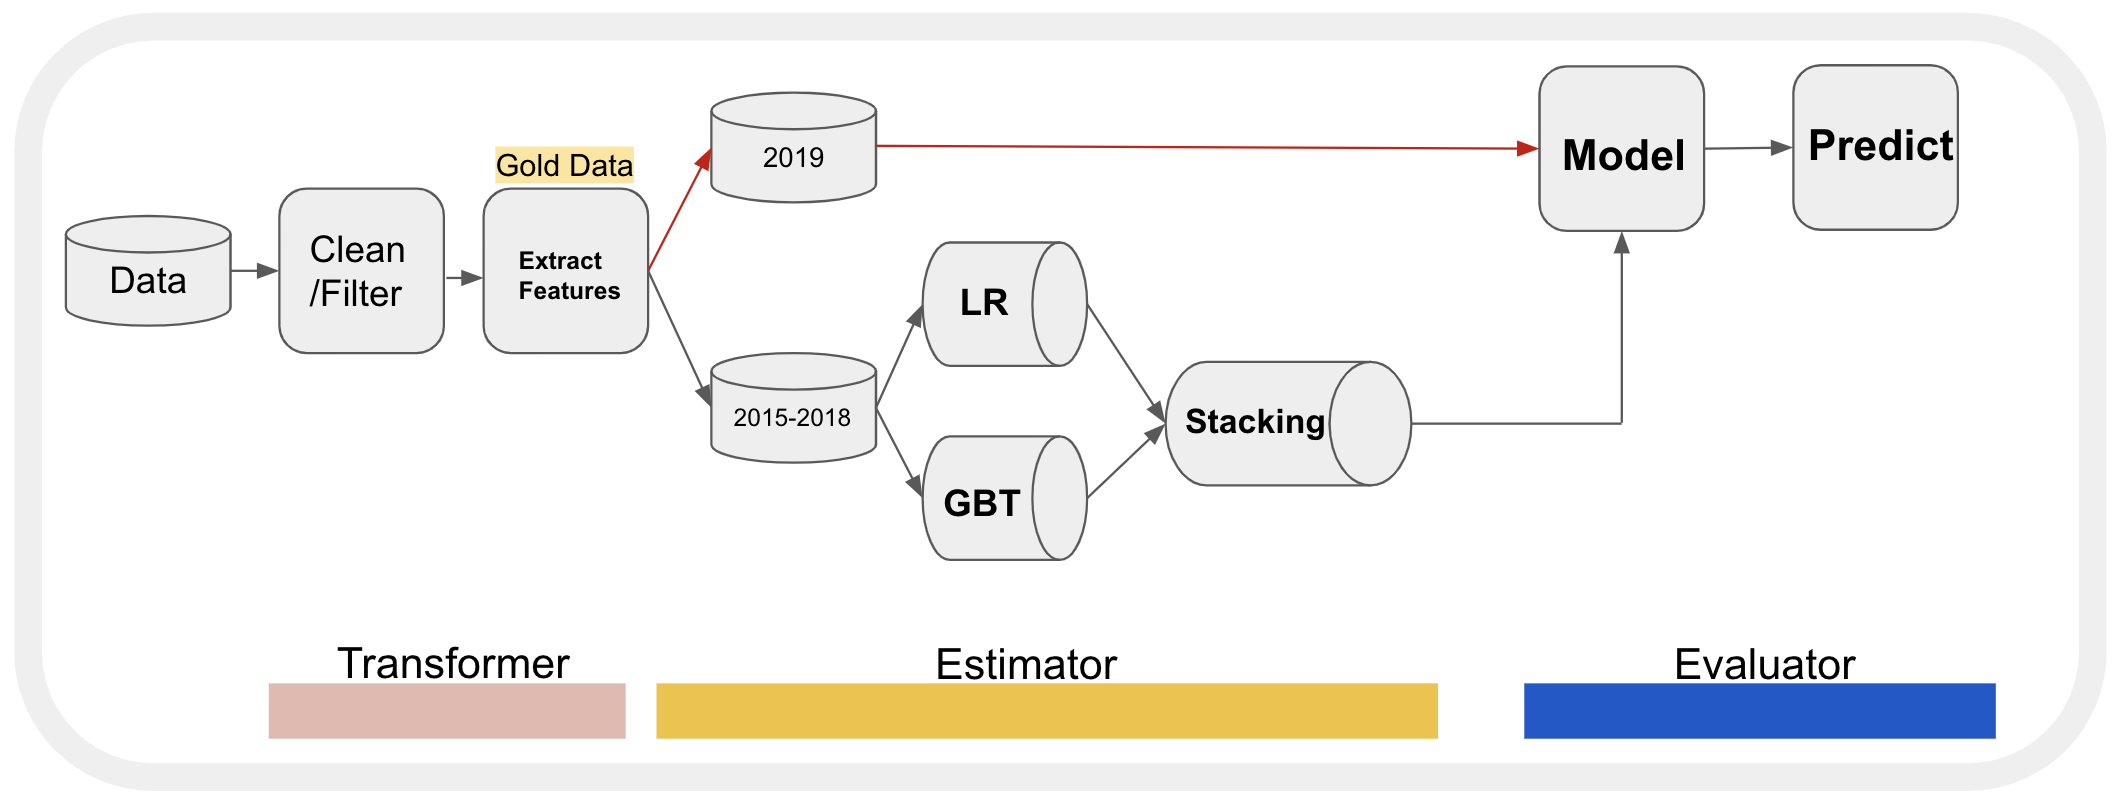 Data
Clean
/Filter
Gold Data
Extract
Features
2019
2015-2018
LR
GBT
Stacking
Model
Predict
Transformer
Estimator
Evaluator